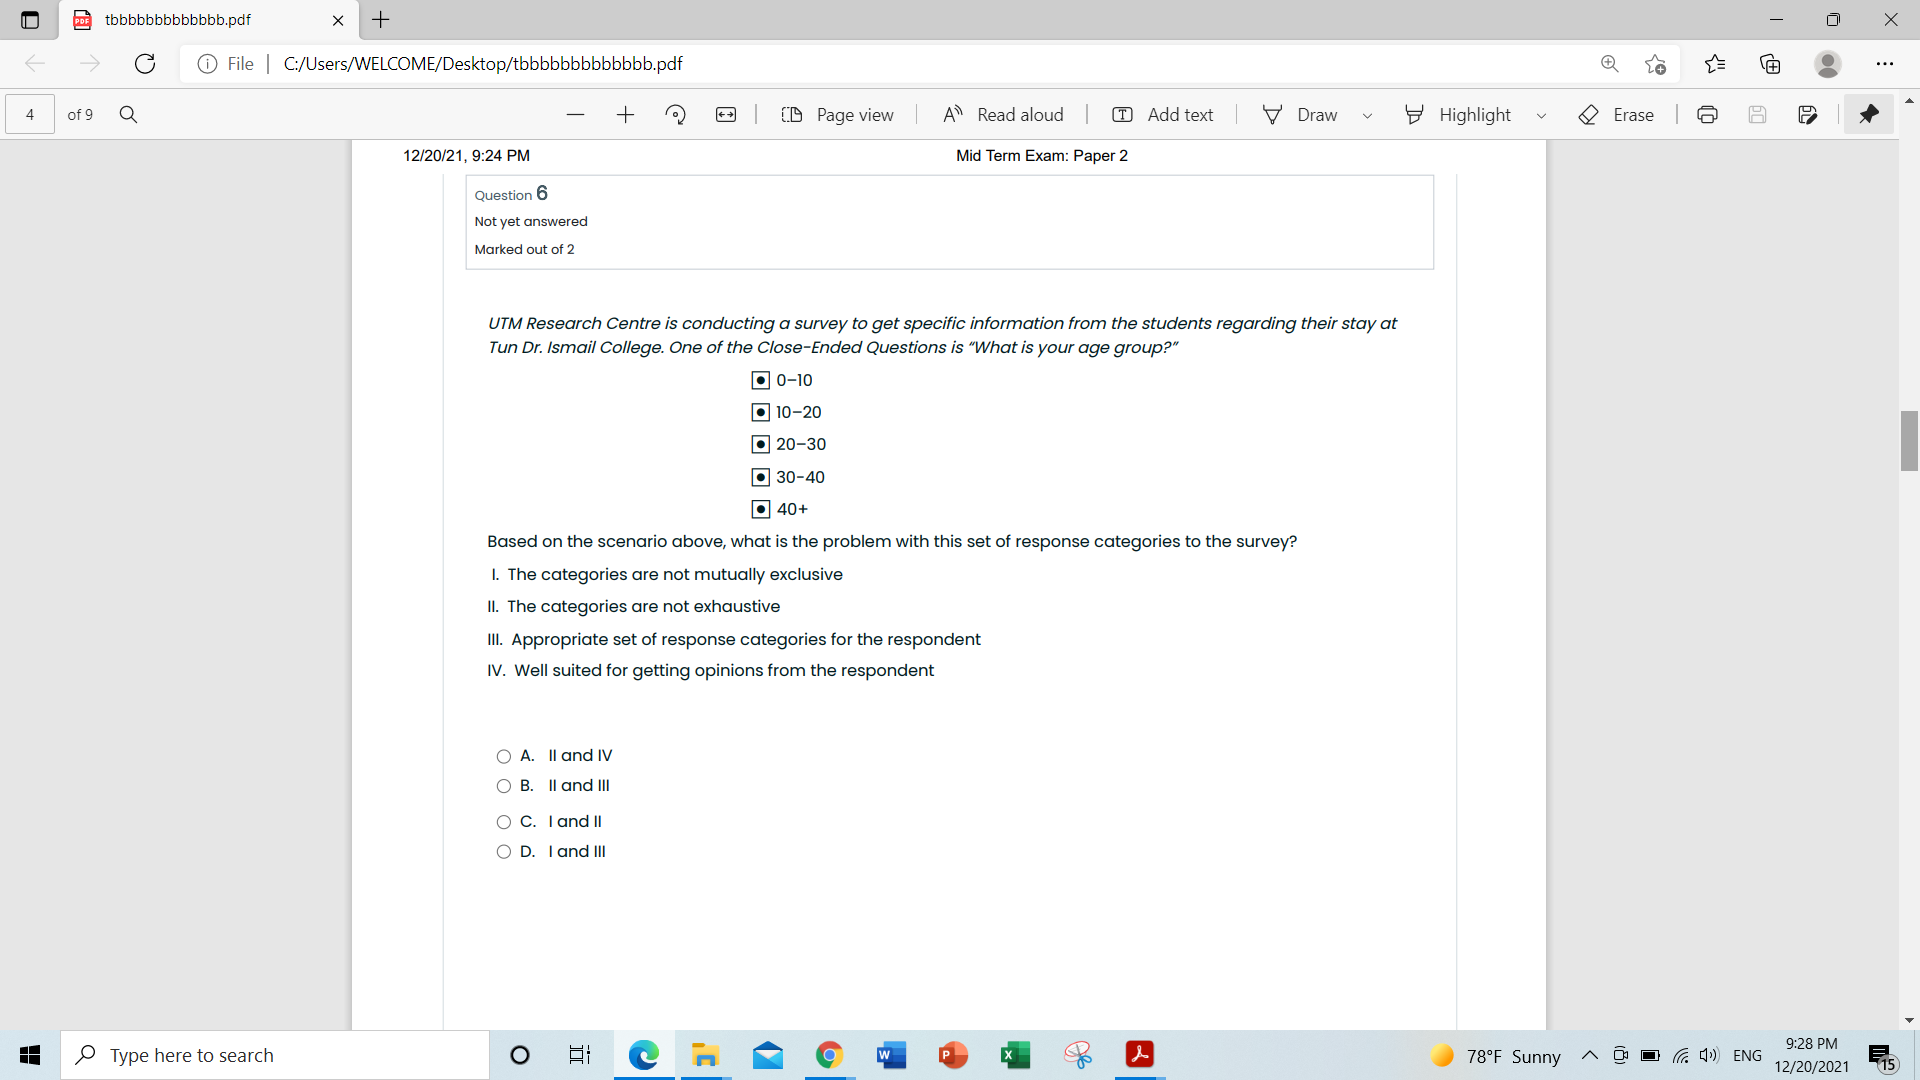 tbbbbbbbbbbbbbb.pdf
File
C:/Users/WELCOME/Desktop/tbbbbbbbbbbbbbb.pdf
4
of 9
Page view
Read aloud
Add text
Draw
Highlight
Erase
12/20/21, 9:24 PM
Mid Term Exam: Paper 2
Question 6
Not yet answered
Marked out of 2
UTM Research Centre is conducting a survey to get specific information from the students regarding their stay at
Tun Dr. Ismail College. One of the Close-Ended Questions is “What is your age group?”
0–10
10–20
20–30
30-40
40+
Based on the scenario above, what is the problem with this set of response categories to the survey?
I. The categories are not mutually exclusive
II. The categories are not exhaustive
III. Appropriate set of response categories for the respondent
IV. Well suited for getting opinions from the respondent
A. II and IV
B. II and III
C. I and II
D. I and III
Type here to search
78°F Sunny
ENG
9:28 PM
12/20/2021
15